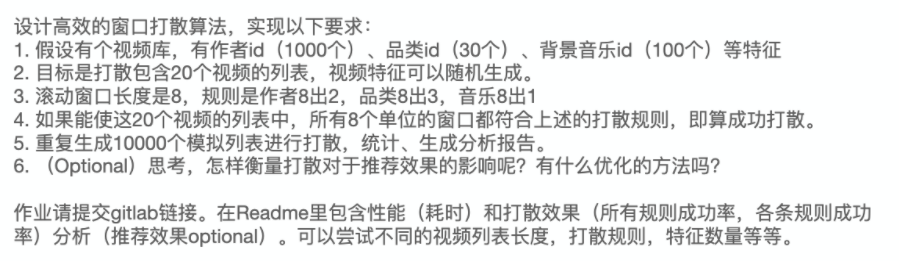 设计高效的窗口打散算法，实现以下要求：
1. 假设有个视频库，有作者id（1000个）、品类id（30个）、背景音乐id（100个）等特征
2. 目标是打散包含20个视频的列表，视频特征可以随机生成。
3. 滚动窗口长度是8，规则是作者8出2，品类8出3，音乐8出1
4. 如果能使这20个视频的列表中，所有8个单位的窗口都符合上述的打散规则，即算成功打散。
5. 重复生成10000个模拟列表进行打散，统计、生成分析报告。
6. （Optional）思考，怎样衡量打散对于推荐效果的影响呢？有什么优化的方法吗？
作业请提交gitlab链接。在Readme里包含性能（耗时）和打散效果（所有规则成功率，各条规则成功
率）分析（推荐效果optional）。可以尝试不同的视频列表长度，打散规则，特征数量等等。